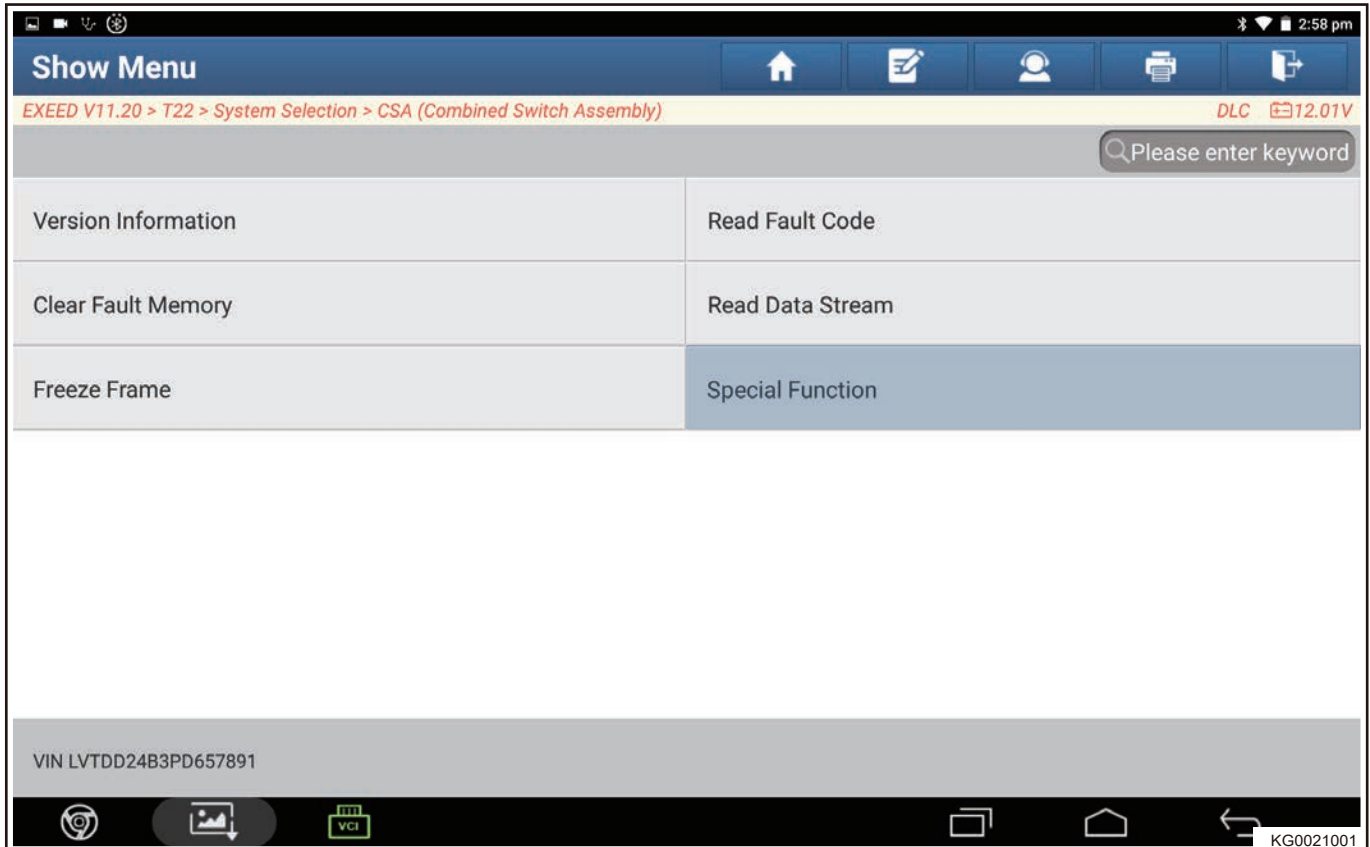 2:58 pm
Show Menu
EXEED V11.20 > T22 > System Selection > CSA (Combined Switch Assembly)
DLC 12.01V
Please enter keyword
Version Information
Read Fault Code
Clear Fault Memory
Read Data Stream
Freeze Frame
Special Function
VIN LVTDD24B3PD657891
VCI
KG0021001